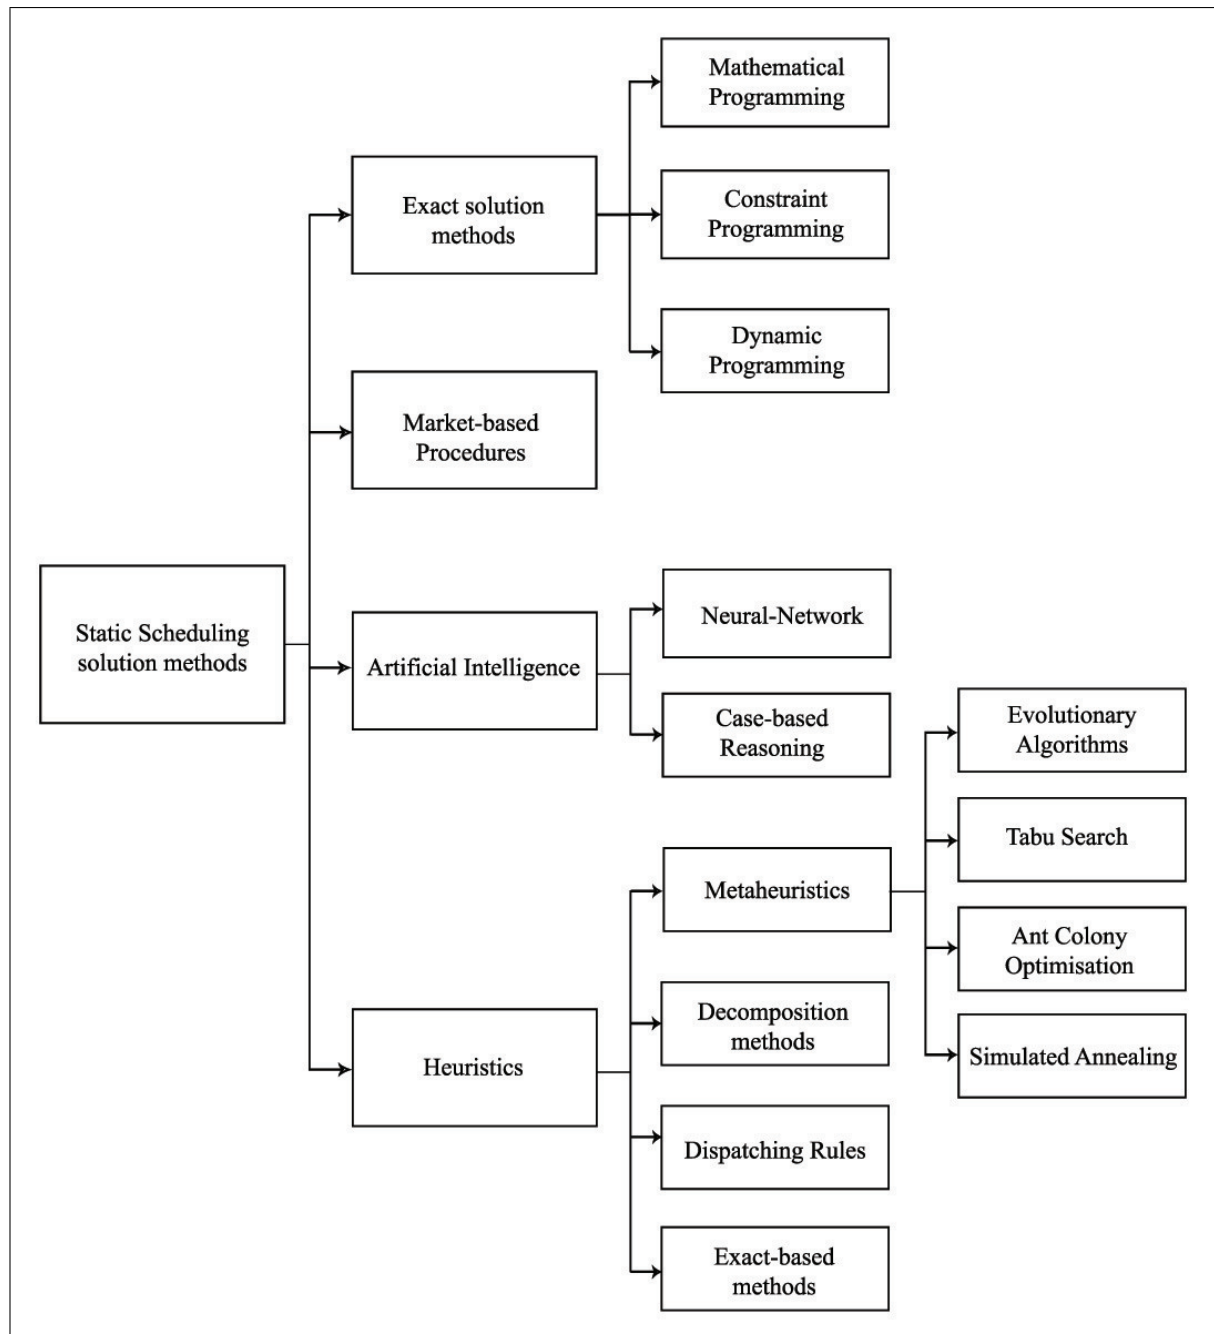 Mathematical
Programming
Exact solution
methods
Constraint
Programming
Dynamic
Programming
Market-based
Procedures
Static Scheduling
solution methods
Artificial Intelligence
Neural-Network
Case-based
Reasoning
Evolutionary
Algorithms
Tabu Search
Metaheuristics
Ant Colony
Optimisation
Decomposition
methods
Simulated Annealing
Heuristics
Dispatching Rules
Exact-based
methods